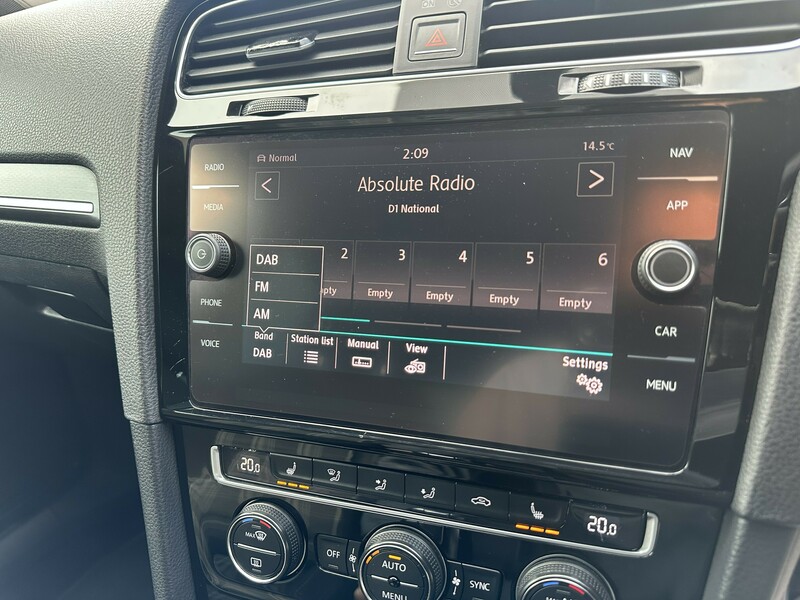 RADIO
MEDIA
PHONE
VOICE
Normal
2:09
14.5°C
Absolute Radio
D1 National
DAB
FM
AM
2
3
4
5
6
Empty
Empty
Empty
Empty
Band
DAB
Station list
Manual
View
Settings
NAV
APP
CAR
MENU
20.0
20.0
MAX
OFF
AUTO
MENU
SYNC